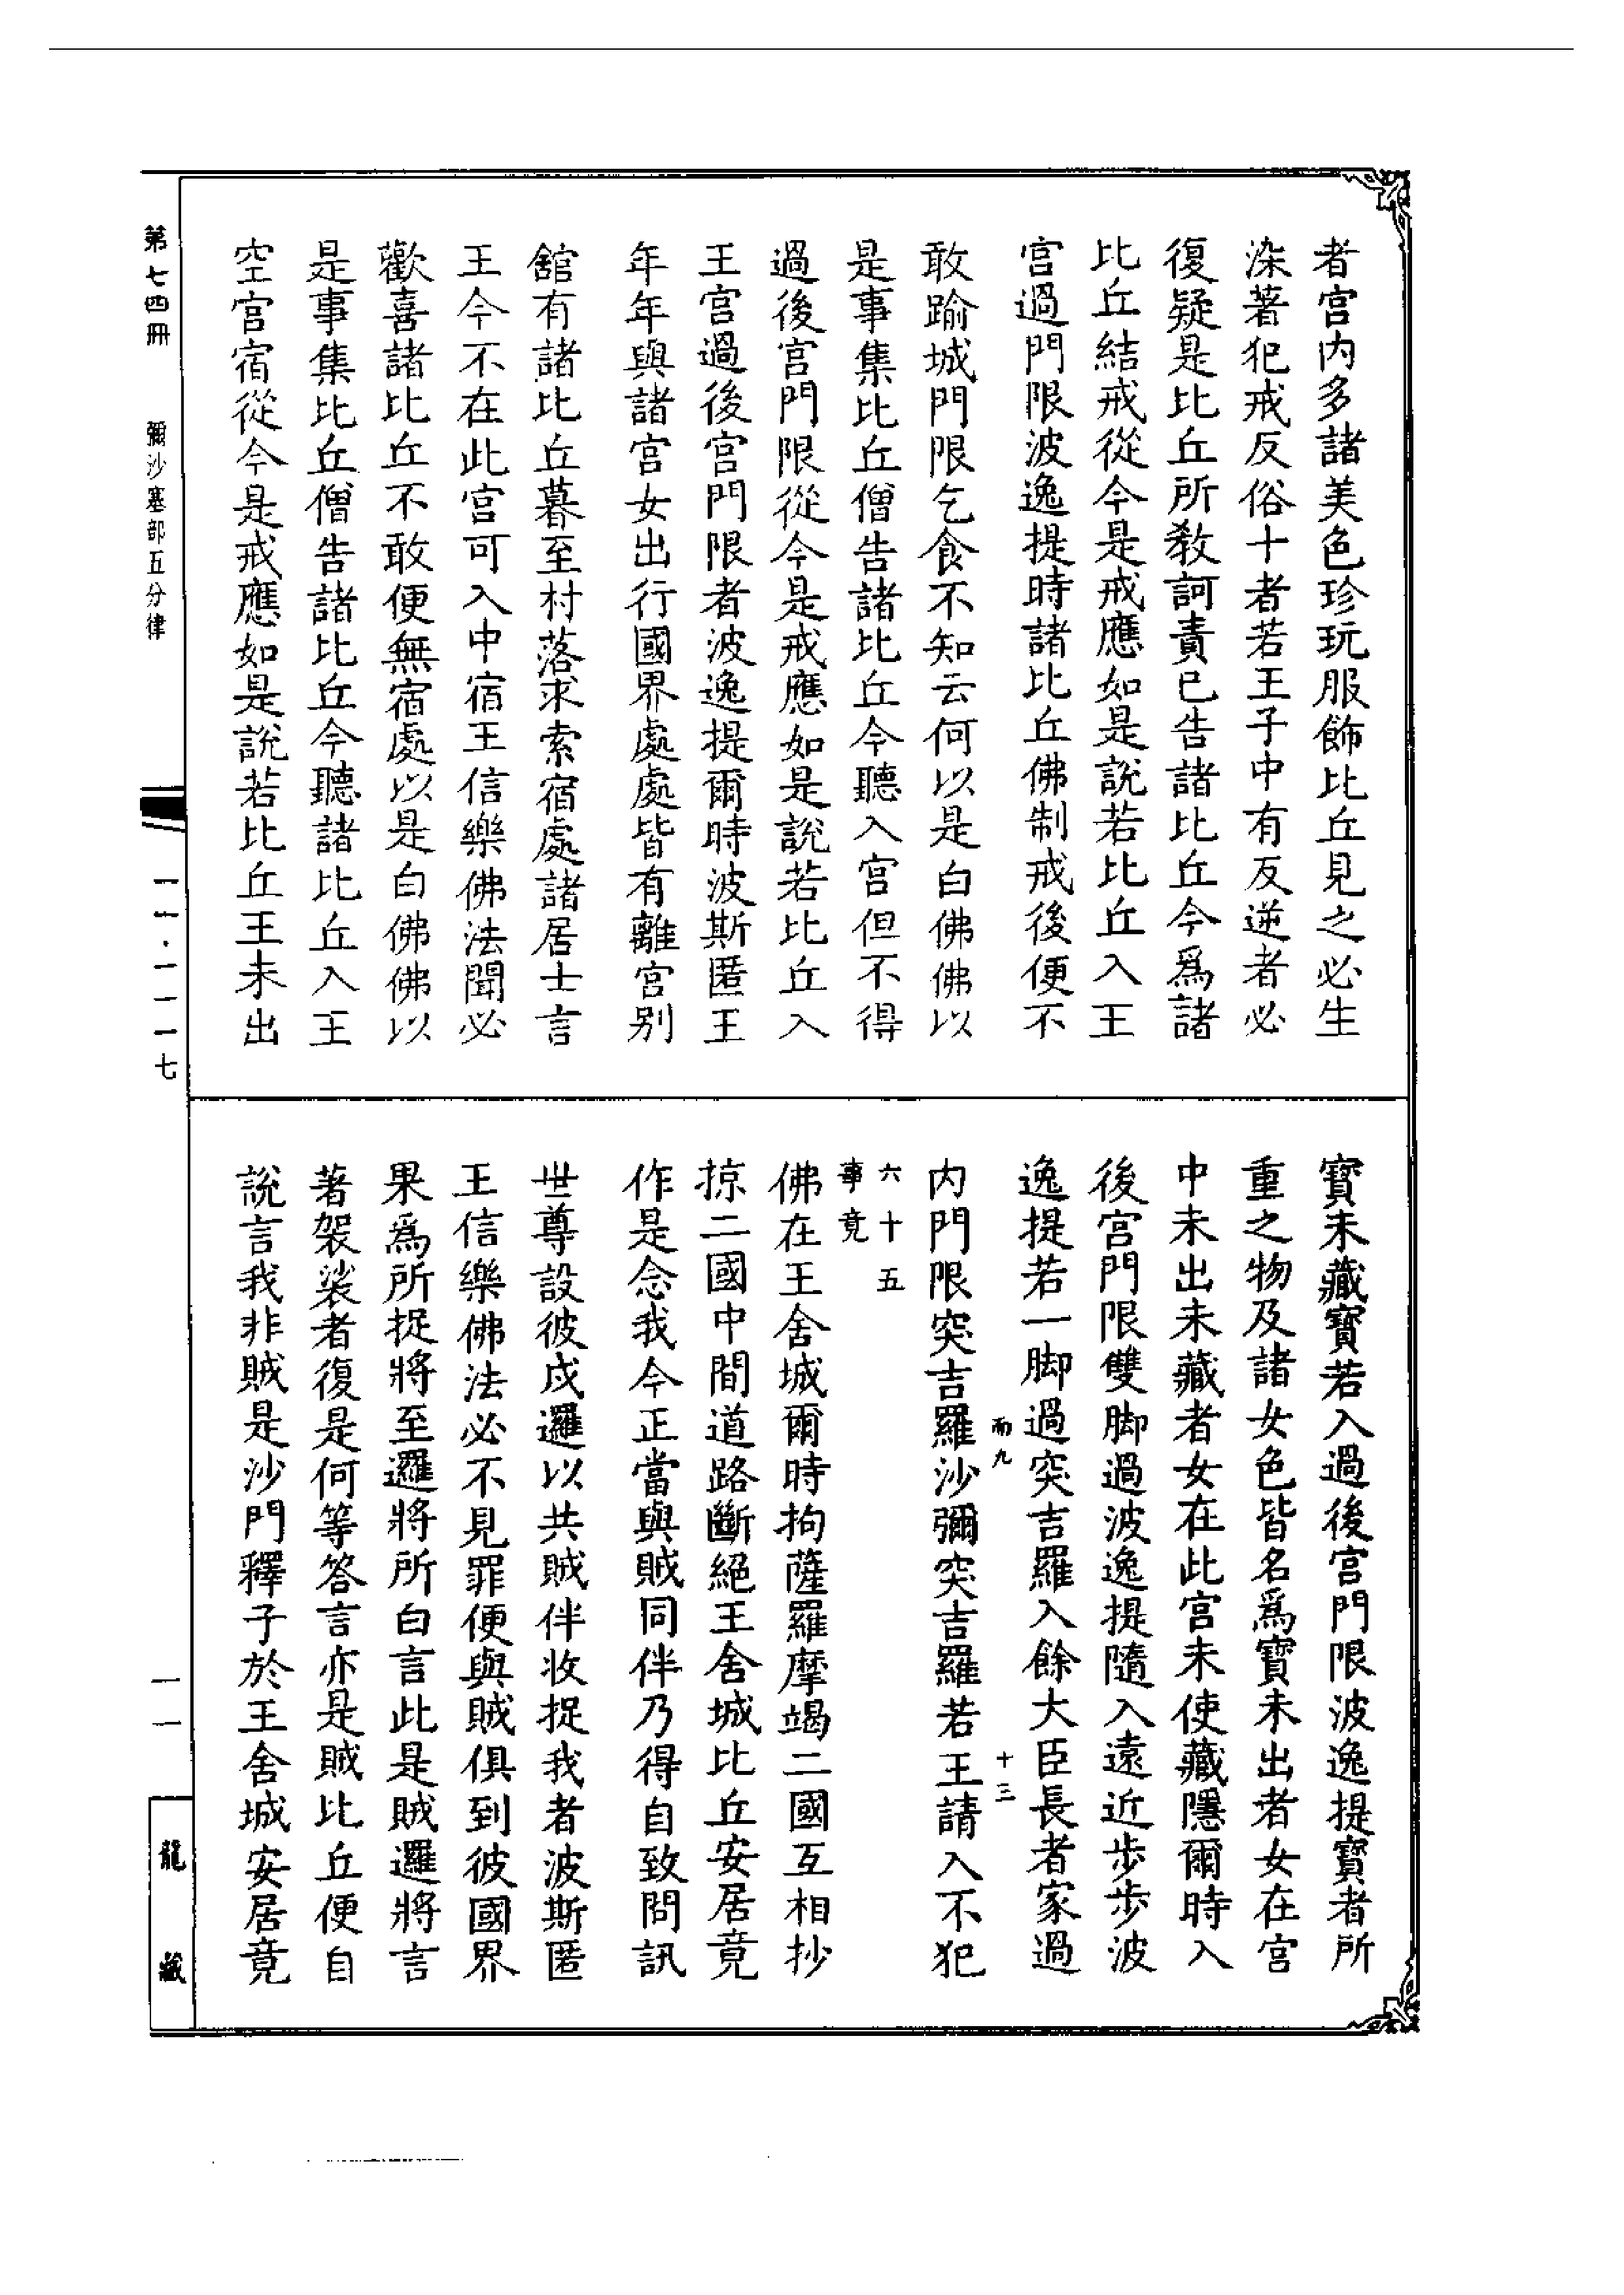 者宮内多諸美色珍玩服飾比丘見之必生
染著犯戒反俗十者若王子中有反逆者必
復疑是比丘所教訶責已告諸比丘今爲諸
比丘結戒從今是戒應如是説若比丘入王
宮過門限波逸提時諸比丘佛制戒後便不
敢踰城門限乞食不知云何以是白佛佛以
是事集比丘僧告諸比丘今聽入宮但不得
過後宮門限從今是戒應如是説若比丘入
王宮過後宮門限者波逸提爾時波斯匿王
年年與諸宮女出行國界處處皆有離宮别
舘有諸比丘暮至村落求索宿處諸居士言
王今不在此宮可入中宿王信樂佛法聞必
歡喜諸比丘不敢便無宿處以是白佛佛以
是事集比丘僧告諸比丘今聽諸比丘入王
空宮宿從今是戒應如是説若比丘王未出
寳未藏寳若入過後宮門限波逸提寳者所
重之物及諸女色皆名爲寳未出者女在宮
中未出未藏者女在此宮未使藏隱爾時入
後宮門限雙脚過波逸提隨入遠近步步波
逸提若一脚過突吉羅入餘大臣長者家過
而九
十三
内門限突吉羅沙彌突吉羅若王請入不犯
六十五
事竟
佛在王舍城爾時拘薩羅摩竭二國互相抄
掠二國中間道路斷絕王舍城比丘安居竟
作是念我今正當與賊同伴乃得自致問訊
世尊設彼戍邏以共賊伴收捉我者波斯匿
王信樂佛法必不見罪便與賊俱到彼國界
果爲所捉將至邏將所白言此是賊邏將言
著袈裟者復是何等答言亦是賊比丘便自
説言我非賊是沙門釋子於王舍城安居竟
第七四冊
彌沙塞部五分律
一一·一一一七
一一
龍藏